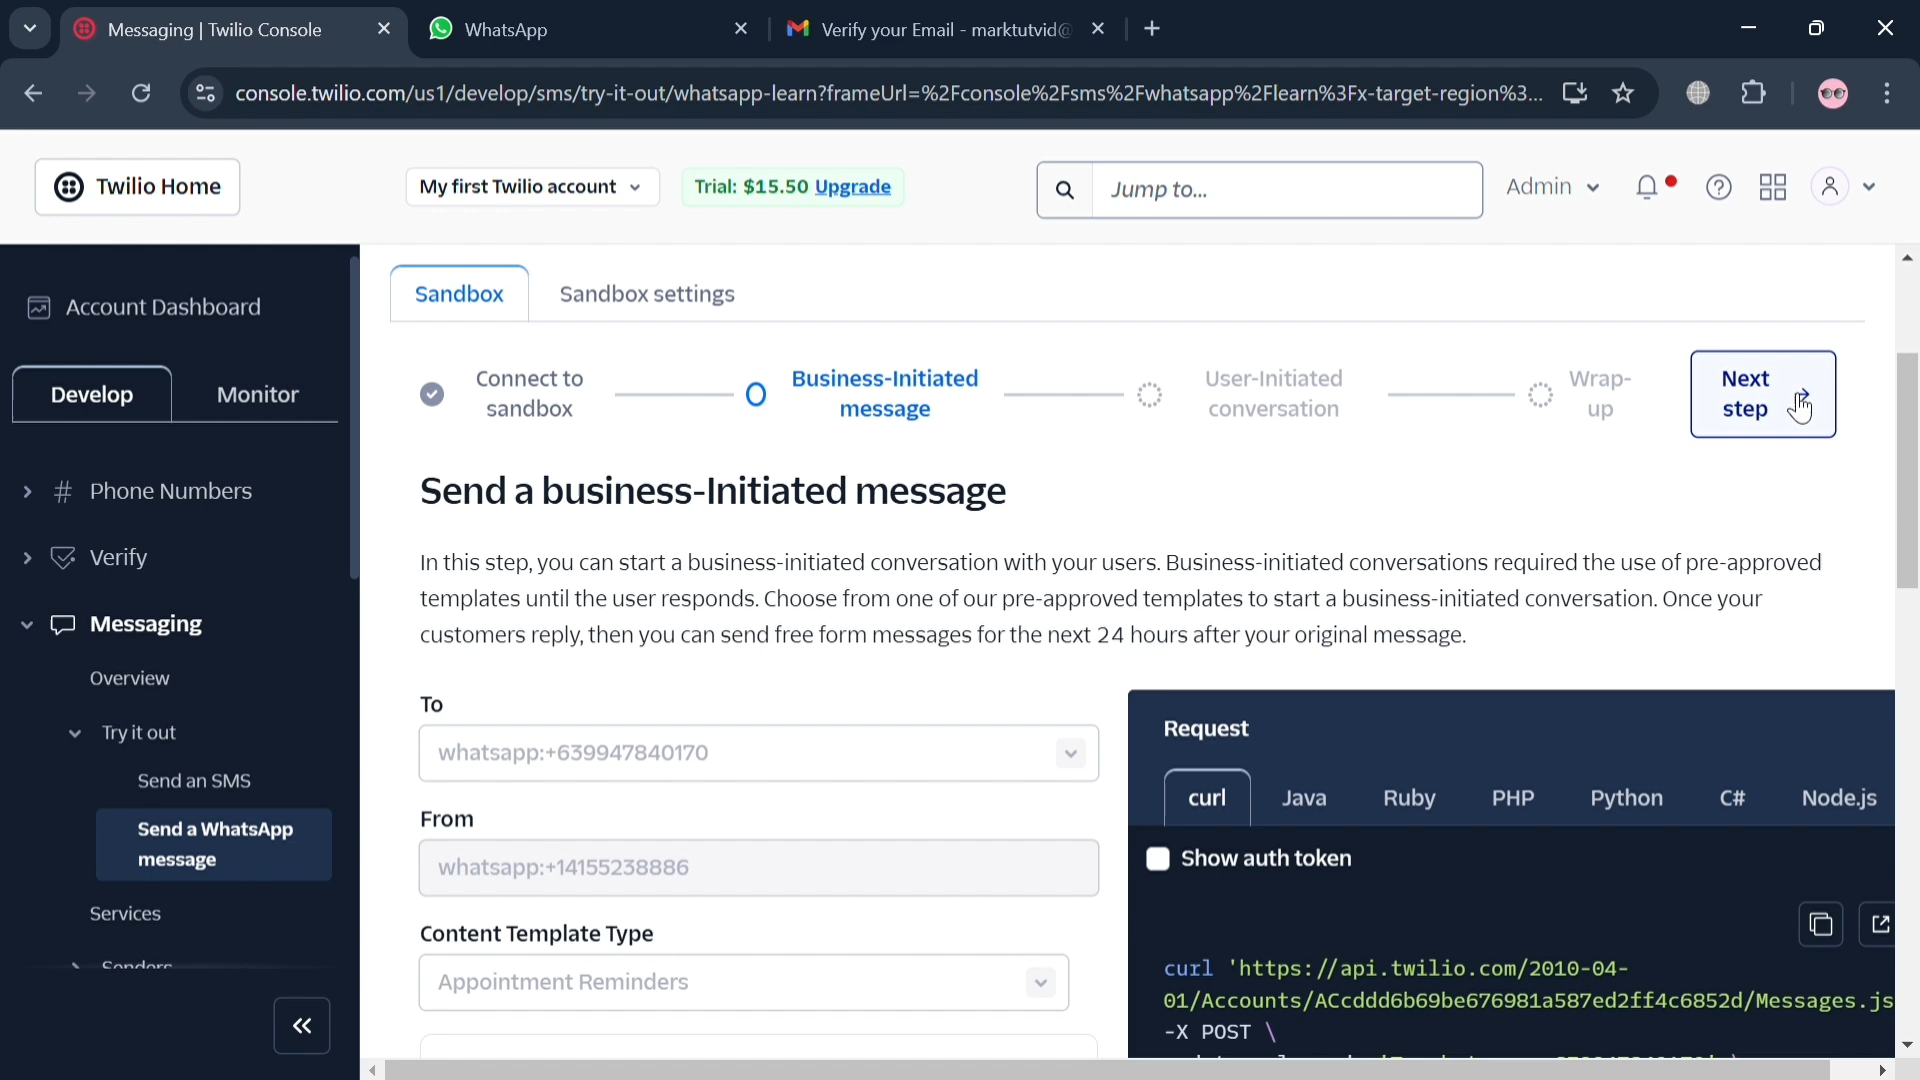 Messaging | Twilio Console
WhatsApp
Verify your Email - marktutvid@
console.twilio.com/us1/develop/sms/try-it-out/whatsapp-learn?frameUrl=%2Fconsole%2Fsms%2Fwhatsapp%2Flearn%3Fx-target-region%3...
Twilio Home
My first Twilio account
Trial: $15.50 Upgrade
Jump to...
Admin
Account Dashboard
Develop
Monitor
# Phone Numbers
Verify
Messaging
Overview
Try it out
Send an SMS
Send a WhatsApp
message
Services
Sandbox
Sandbox settings
Connect to
sandbox
Business-Initiated
message
User-Initiated
conversation
Wrap-
up
Next
step
Send a business-Initiated message
In this step, you can start a business-initiated conversation with your users. Business-initiated conversations required the use of pre-approved
templates until the user responds. Choose from one of our pre-approved templates to start a business-initiated conversation. Once your
customers reply, then you can send free form messages for the next 24 hours after your original message.
To
whatsapp:+639947840170
From
whatsapp:+14155238886
Content Template Type
Appointment Reminders
Request
curl
Java
Ruby
PHP
Python
C#
Node.js
Show auth token
curl 'https://api.twilio.com/2010-04-
01/Accounts/ACcddd6b69be676981a587ed2ff4c6852d/Messages.js
-X POST \